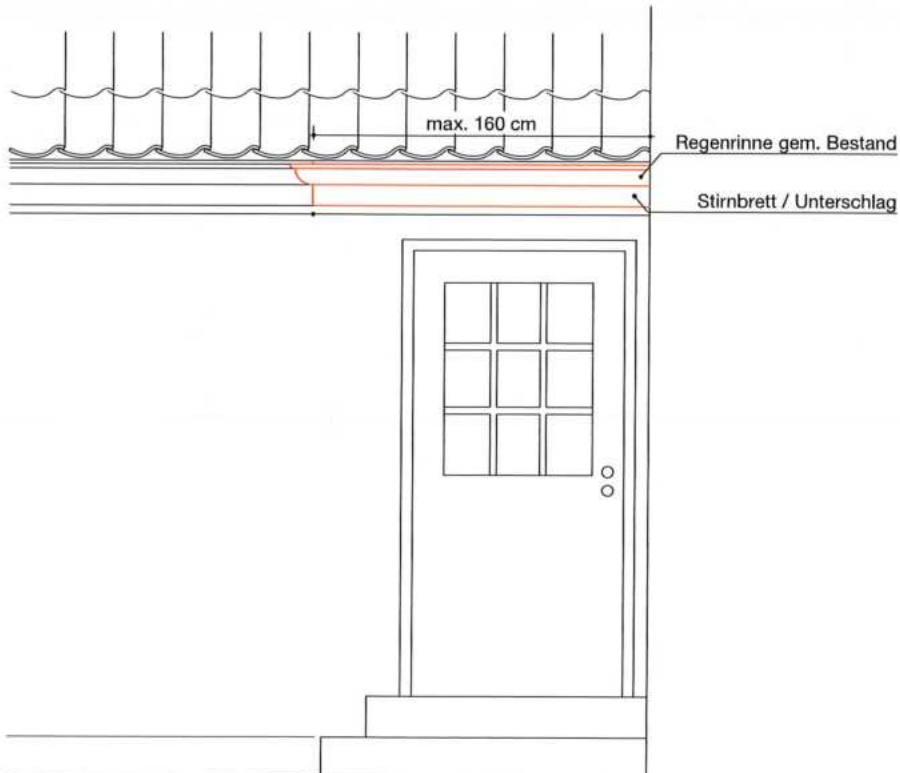 max. 160 cm
Regenrinne gem. Bestand
Stirnbrett / Unterschlag